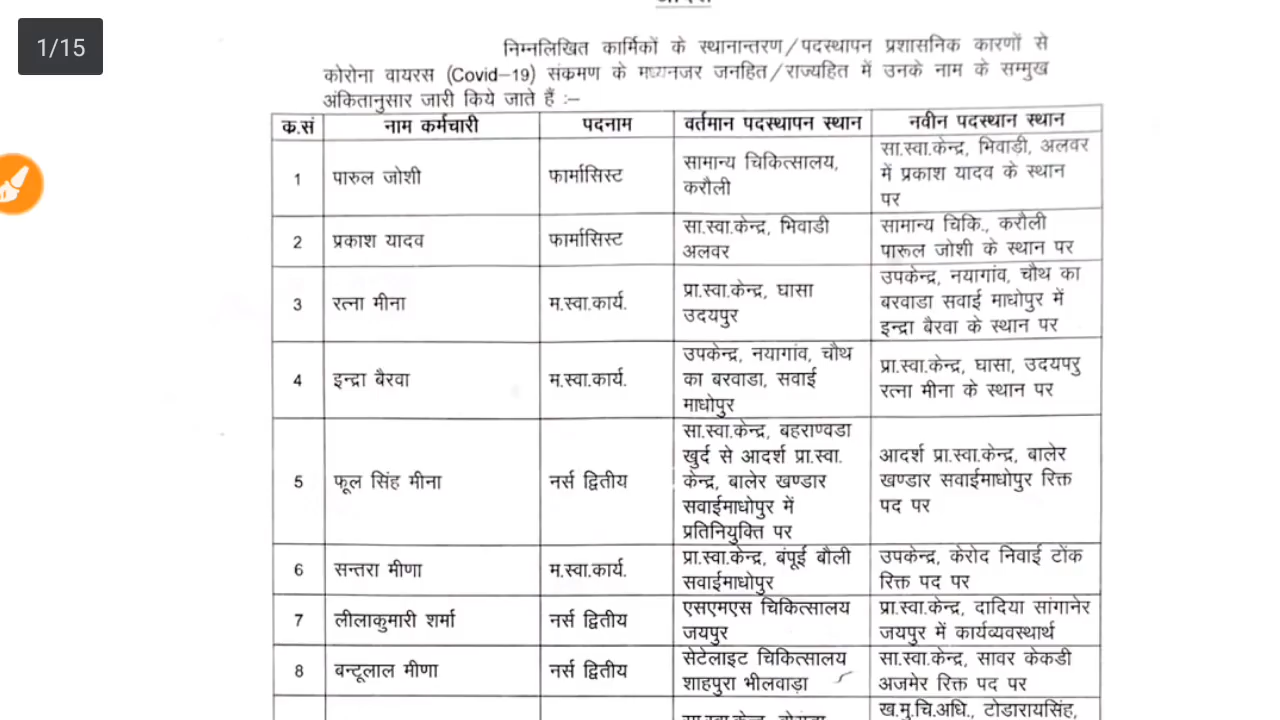 1/15
निम्नलिखित कार्मिकों के स्थानान्तरण/पदस्थापन प्रशासनिक कारणों से
कोरोना वायरस (Covid–19) संकमण के मध्यनजर जनहित/राज्यहित में उनके नाम के सम्मुख
अंकितानुसार जारी किये जाते हैं :–
क.सं नाम कर्मचारी पदनाम वर्तमान पदस्थापन स्थान नवीन पदस्थान स्थान
1 पारुल जोशी फार्मासिस्ट सामान्य चिकित्सालय,
करौली
सा.स्वा.केन्द्र, भिवाड़ी, अलवर
में प्रकाश यादव के स्थान
पर
2 प्रकाश यादव फार्मासिस्ट सा.स्वा.केन्द्र, भिवाडी
अलवर
सामान्य चिकि., करौली
पारूल जोशी के स्थान पर
3 रत्ना मीना म.स्वा.कार्य. प्रा.स्वा.केन्द्र, घासा
उदयपुर
उपकेन्द्र, नयागांव, चौथ का
बरवाडा सवाई माधोपुर में
इन्द्रा बैरवा के स्थान पर
4 इन्द्रा बैरवा म.स्वा.कार्य. उपकेन्द्र, नयागांव, चौथ
का बरवाडा, सवाई
माधोपुर
प्रा.स्वा.केन्द्र, घासा, उदयपरु
रत्ना मीना के स्थान पर
5 फूल सिंह मीना नर्स द्वितीय सा.स्वा.केन्द्र, बहराण्वडा
खुर्द से आदर्श प्रा.स्वा.
केन्द्र, बालेर खण्डार
सवाईमाधोपुर में
प्रतिनियुक्ति पर
आदर्श प्रा.स्वा.केन्द्र, बालेर
खण्डार सवाईमाधोपुर रिक्त
पद पर
6 सन्तरा मीणा म.स्वा.कार्य. प्रा.स्वा.केन्द्र, बंपूई बौली
सवाईमाधोपुर
उपकेन्द्र, केरोद निवाई टोंक
रिक्त पद पर
7 लीलाकुमारी शर्मा नर्स द्वितीय एसएमएस चिकित्सालय
जयपुर
प्रा.स्वा.केन्द्र, दादिया सांगानेर
जयपुर में कार्यव्यवस्थार्थ
8 बन्टूलाल मीणा नर्स द्वितीय सेटेलाइट चिकित्सालय
शाहपुरा भीलवाड़ा
सा.स्वा.केन्द्र, सावर केकडी
अजमेर रिक्त पद पर
ख.मु.चि.अधि., टोडारायसिंह,